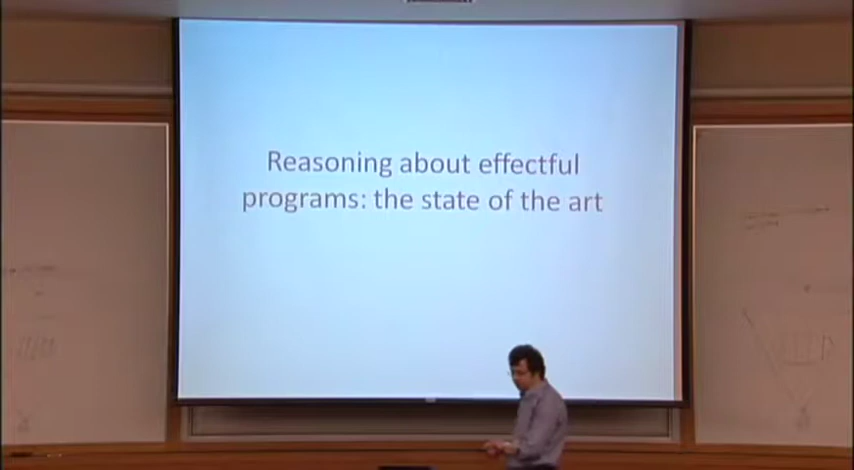 Reasoning about effectful
programs: the state of the art